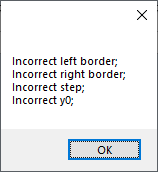 Incorrect left border;
Incorrect right border;
Incorrect step;
Incorrect y0;
OK